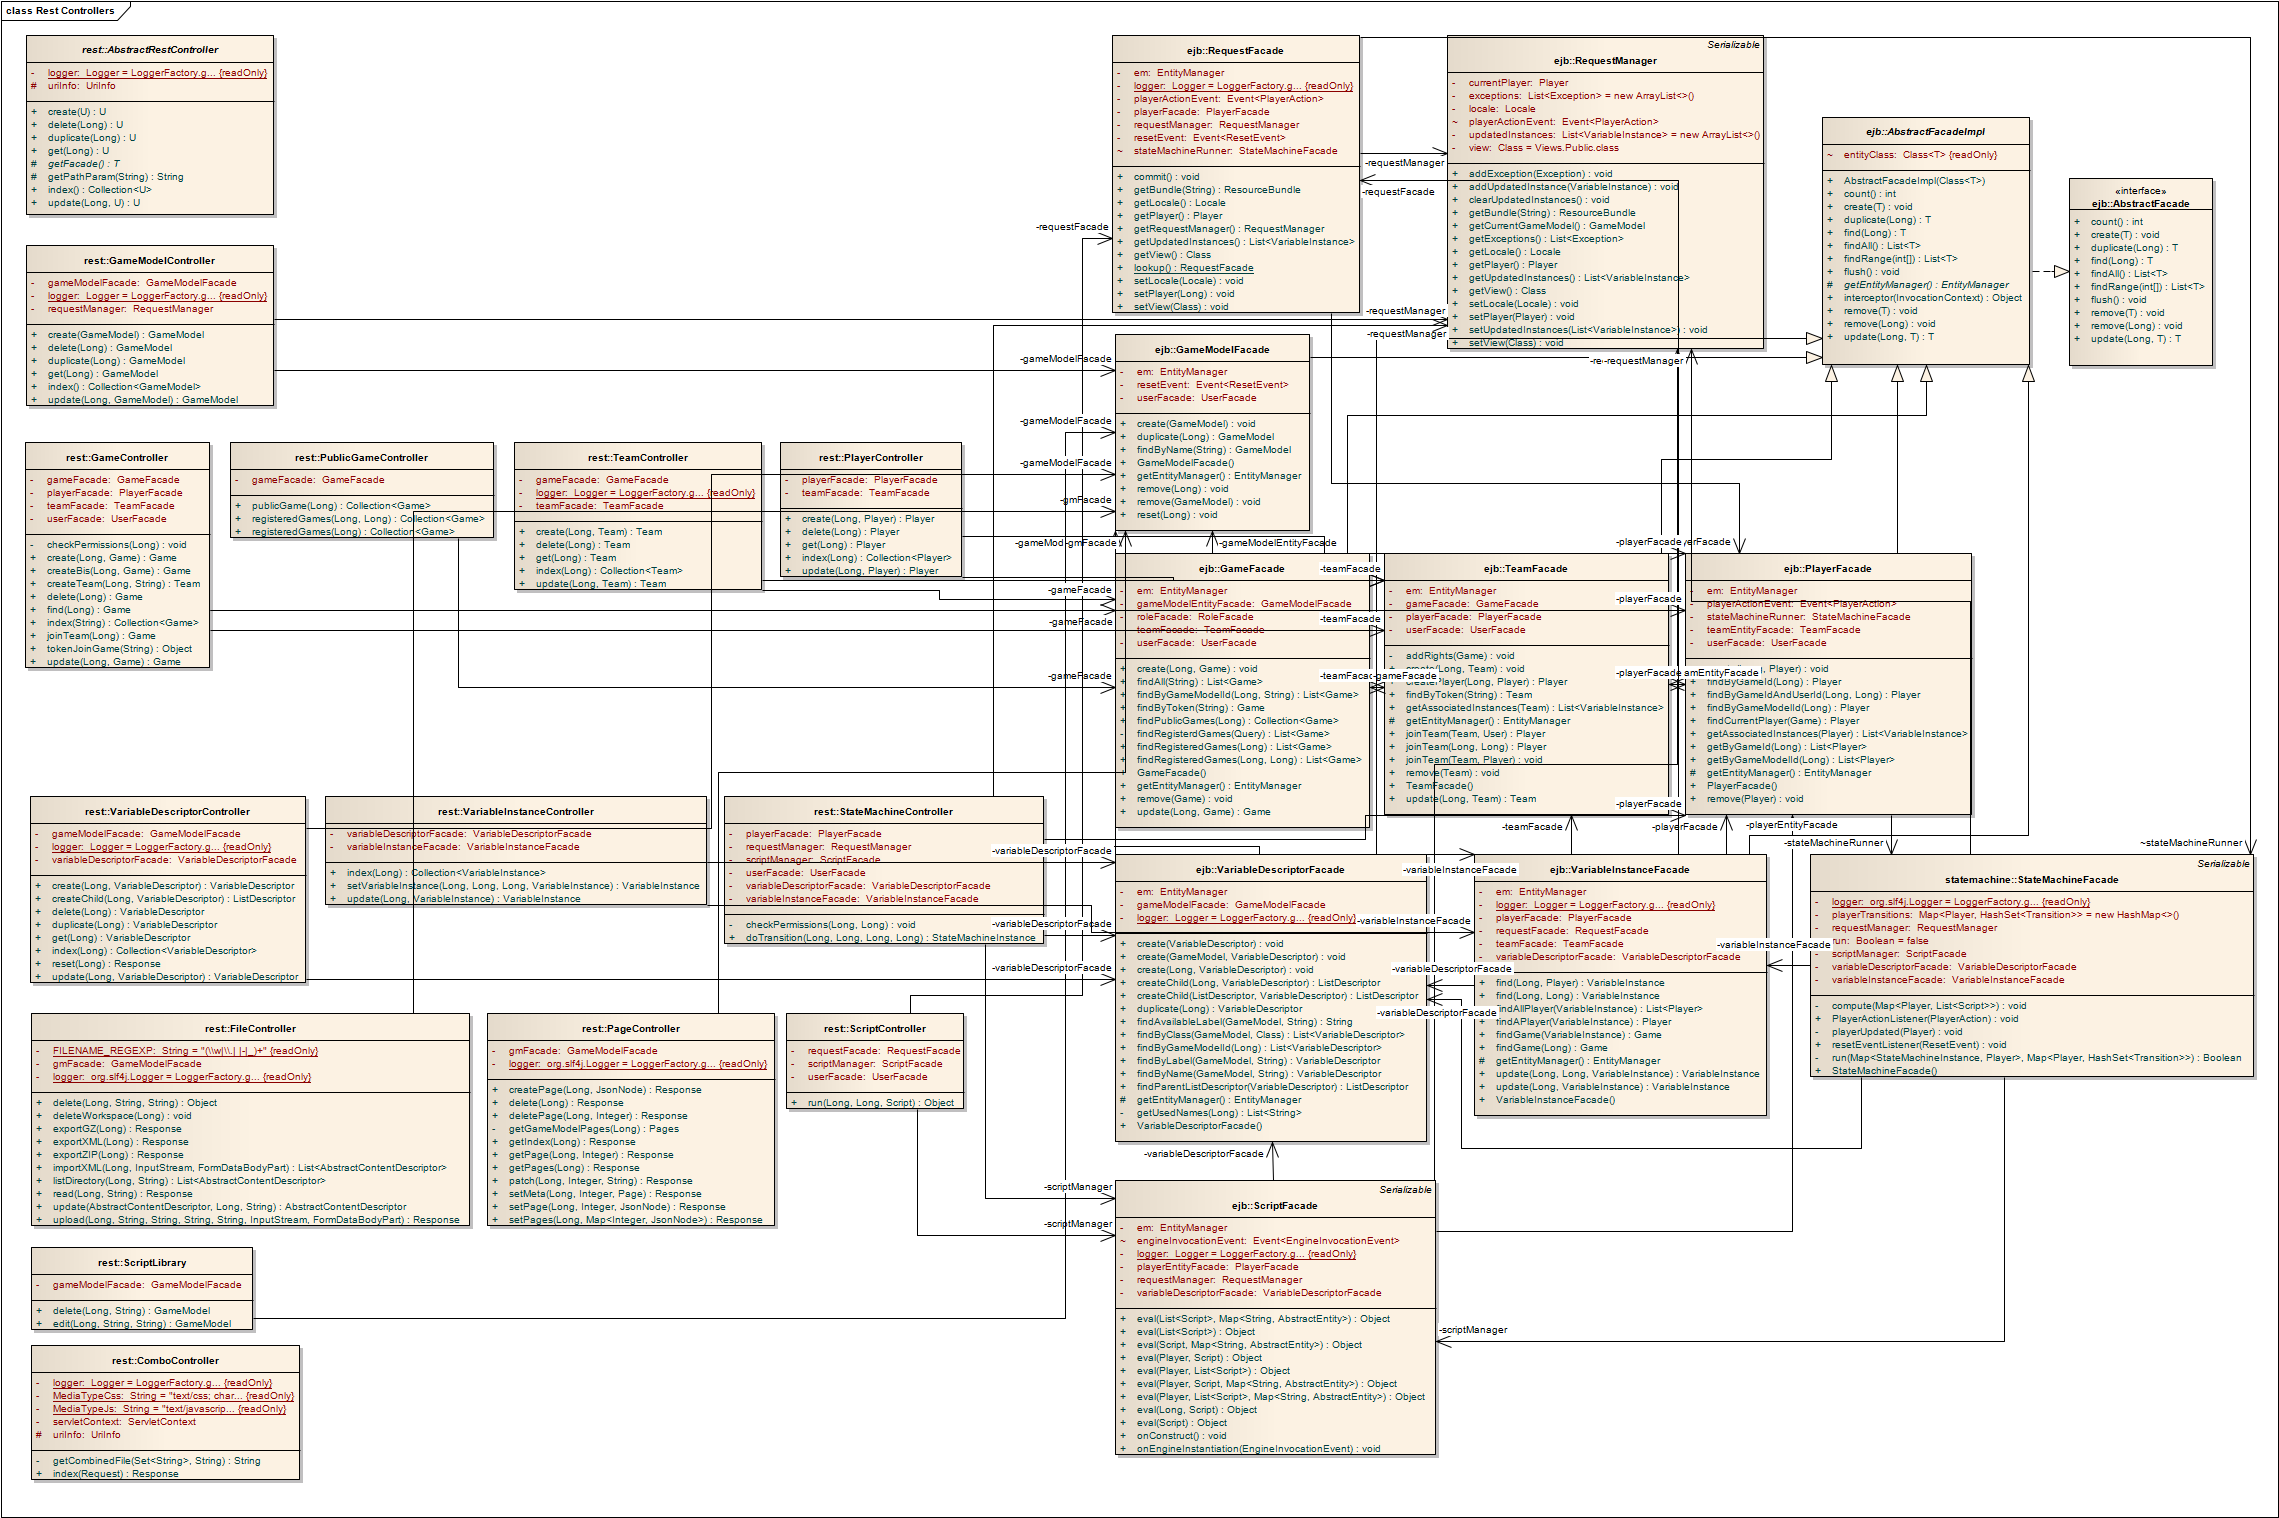 class Rest Controllers
rest::AbstractRestController
- logger: Logger = LoggerFactory.g... {readOnly}
# uriInfo: UriInfo
+ create(U) : U
+ delete(Long) : U
+ duplicate(Long) : U
+ get(Long) : U
# getFacade() : T
# getPathParam(String) : String
+ index() : Collection<U>
+ update(Long, U) : U
rest::GameModelController
- gameModelFacade: GameModelFacade
- logger: Logger = LoggerFactory.g... {readOnly}
- requestManager: RequestManager
+ create(GameModel) : GameModel
+ delete(Long) : GameModel
+ duplicate(Long) : GameModel
+ get(Long) : GameModel
+ index() : Collection<GameModel>
+ update(Long, GameModel) : GameModel
rest::GameController
- gameFacade: GameFacade
- playerFacade: PlayerFacade
- teamFacade: TeamFacade
- userFacade: UserFacade
- checkPermissions(Long) : void
+ create(Long, Game) : Game
+ createBis(Long, Game) : Game
+ createTeam(Long, String) : Team
+ delete(Long) : Game
+ find(Long) : Game
+ index(String) : Collection<Game>
+ joinTeam(Long) : Game
+ tokenJoinGame(String) : Object
+ update(Long, Game) : Game
rest::PublicGameController
- gameFacade: GameFacade
+ publicGame(Long) : Collection<Game>
+ registeredGames(Long, Long) : Collection<Game>
+ registeredGames(Long) : Collection<Game>
rest::TeamController
- gameFacade: GameFacade
- logger: Logger = LoggerFactory.g... {readOnly}
- teamFacade: TeamFacade
+ create(Long, Team) : Team
+ delete(Long) : Team
+ get(Long) : Team
+ index(Long) : Collection<Team>
+ update(Long, Team) : Team
rest::PlayerController
- playerFacade: PlayerFacade
- teamFacade: TeamFacade
+ create(Long, Player) : Player
+ delete(Long) : Player
+ get(Long) : Player
+ index(Long) : Collection<Player>
+ update(Long, Player) : Player
rest::VariableDescriptorController
- gameModelFacade: GameModelFacade
- logger: Logger = LoggerFactory.g... {readOnly}
- variableDescriptorFacade: VariableDescriptorFacade
+ create(Long, VariableDescriptor) : VariableDescriptor
+ createChild(Long, VariableDescriptor) : ListDescriptor
+ delete(Long) : VariableDescriptor
+ duplicate(Long) : VariableDescriptor
+ get(Long) : VariableDescriptor
+ index(Long) : Collection<VariableDescriptor>
+ reset(Long) : Response
+ update(Long, VariableDescriptor) : VariableDescriptor
rest::VariableInstanceController
- variableDescriptorFacade: VariableDescriptorFacade
- variableInstanceFacade: VariableInstanceFacade
+ index(Long) : Collection<VariableInstance>
+ setVariableInstance(Long, Long, Long, VariableInstance) : VariableInstance
+ update(Long, VariableInstance) : VariableInstance
rest::StateMachineController
- playerFacade: PlayerFacade
- requestManager: RequestManager
- scriptManager: ScriptFacade
- userFacade: UserFacade
- variableDescriptorFacade: VariableDescriptorFacade
- variableInstanceFacade: VariableInstanceFacade
- checkPermissions(Long, Long) : void
+ doTransition(Long, Long, Long, Long) : StateMachineInstance
rest::FileController
- FILENAME_REGEXP: String = "(\\w|\\.| |-|_)+" {readOnly}
- gmFacade: GameModelFacade
- logger: org.slf4j.Logger = LoggerFactory.g... {readOnly}
+ delete(Long, String, String) : Object
+ deleteWorkspace(Long) : void
+ exportGZ(Long) : Response
+ exportXML(Long) : Response
+ exportZIP(Long) : Response
+ importXML(Long, InputStream, FormDataBodyPart) : List<AbstractContentDescriptor>
+ listDirectory(Long, String) : List<AbstractContentDescriptor>
+ read(Long, String) : Response
+ update(AbstractContentDescriptor, Long, String) : AbstractContentDescriptor
+ upload(Long, String, String, String, String, InputStream, FormDataBodyPart) : Response
rest::PageController
- gmFacade: GameModelFacade
- logger: org.slf4j.Logger = LoggerFactory.g... {readOnly}
+ createPage(Long, JsonNode) : Response
+ delete(Long) : Response
+ deletePage(Long, Integer) : Response
- getGameModelPages(Long) : Pages
+ getIndex(Long) : Response
+ getPage(Long, Integer) : Response
+ getPages(Long) : Response
+ patch(Long, Integer, String) : Response
+ setMeta(Long, Integer, Page) : Response
+ setPage(Long, Integer, JsonNode) : Response
+ setPages(Long, Map<Integer, JsonNode>) : Response
rest::ScriptController
- requestFacade: RequestFacade
- scriptManager: ScriptFacade
- userFacade: UserFacade
+ run(Long, Long, Script) : Object
rest::ScriptLibrary
- gameModelFacade: GameModelFacade
+ delete(Long, String) : GameModel
+ edit(Long, String, String) : GameModel
rest::ComboController
- logger: Logger = LoggerFactory.g... {readOnly}
- MediaTypeCss: String = "text/css; char... {readOnly}
- MediaTypeJs: String = "text/javascrip... {readOnly}
- servletContext: ServletContext
# uriInfo: UriInfo
- getCombinedFile(Set<String>, String) : String
+ index(Request) : Response
ejb::RequestFacade
- em: EntityManager
- logger: Logger = LoggerFactory.g... {readOnly}
- playerActionEvent: Event<PlayerAction>
- playerFacade: PlayerFacade
- requestManager: RequestManager
- resetEvent: Event<ResetEvent>
~ stateMachineRunner: StateMachineFacade
+ commit() : void
+ getBundle(String) : ResourceBundle
+ getLocale() : Locale
+ getPlayer() : Player
+ getRequestManager() : RequestManager
+ getUpdatedInstances() : List<VariableInstance>
+ getView() : Class
+ lookup() : RequestFacade
+ setLocale(Locale) : void
+ setPlayer(Long) : void
+ setView(Class) : void
Serializable
ejb::RequestManager
- currentPlayer: Player
- exceptions: List<Exception> = new ArrayList<>()
- locale: Locale
~ playerActionEvent: Event<PlayerAction>
- updatedInstances: List<VariableInstance> = new ArrayList<>()
- view: Class = Views.Public.class
+ addException(Exception) : void
+ addUpdatedInstance(VariableInstance) : void
+ clearUpdatedInstances() : void
+ getBundle(String) : ResourceBundle
+ getCurrentGameModel() : GameModel
+ getExceptions() : List<Exception>
+ getLocale() : Locale
+ getPlayer() : Player
+ getUpdatedInstances() : List<VariableInstance>
+ getView() : Class
+ setLocale(Locale) : void
+ setPlayer(Player) : void
+ setUpdatedInstances(List<VariableInstance>) : void
+ setView(Class) : void
ejb::AbstractFacadeImpl
~ entityClass: Class<T> {readOnly}
+ AbstractFacadeImpl(Class<T>)
+ count() : int
+ create(T) : void
+ duplicate(Long) : T
+ find(Long) : T
+ findAll() : List<T>
+ findRange(int[]) : List<T>
+ flush() : void
# getEntityManager() : EntityManager
+ interceptor(InvocationContext) : Object
+ remove(T) : void
+ remove(Long) : void
+ update(Long, T) : T
«interface»
ejb::AbstractFacade
+ count() : int
+ create(T) : void
+ duplicate(Long) : T
+ find(Long) : T
+ findAll() : List<T>
+ findRange(int[]) : List<T>
+ flush() : void
+ remove(T) : void
+ remove(Long) : void
+ update(Long, T) : T
ejb::GameModelFacade
- em: EntityManager
- resetEvent: Event<ResetEvent>
- userFacade: UserFacade
+ create(GameModel) : void
+ duplicate(Long) : GameModel
+ findByName(String) : GameModel
+ GameModelFacade()
+ getEntityManager() : EntityManager
+ remove(Long) : void
+ remove(GameModel) : void
+ reset(Long) : void
ejb::GameFacade
- em: EntityManager
- gameModelEntityFacade: GameModelFacade
- roleFacade: RoleFacade
- teamFacade: TeamFacade
- userFacade: UserFacade
+ create(Long, Game) : void
+ findAll(String) : List<Game>
+ findByGameModelId(Long, String) : List<Game>
+ findByToken(String) : Game
+ findPublicGames(Long) : Collection<Game>
- findRegisterdGames(Query) : List<Game>
+ findRegisteredGames(Long) : List<Game>
+ findRegisteredGames(Long, Long) : List<Game>
+ GameFacade()
+ getEntityManager() : EntityManager
+ remove(Game) : void
+ update(Long, Game) : Game
ejb::TeamFacade
- em: EntityManager
- gameFacade: GameFacade
- playerFacade: PlayerFacade
- userFacade: UserFacade
- addRights(Game) : void
+ create(Long, Team) : void
Player(Long, Player) : Player
+ findByToken(String) : Team
+ getAssociatedInstances(Team) : List<VariableInstance>
# getEntityManager() : EntityManager
+ joinTeam(Team, User) : Player
+ joinTeam(Long, Long) : Player
+ joinTeam(Team, Player) : void
+ remove(Team) : void
+ TeamFacade()
+ update(Long, Team) : Team
ejb::PlayerFacade
- em: EntityManager
- playerActionEvent: Event<PlayerAction>
- stateMachineRunner: StateMachineFacade
- teamEntityFacade: TeamFacade
- userFacade: UserFacade
, Player) : void
+ findByGameId(Long) : Player
+ findByGameIdAndUserId(Long, Long) : Player
+ findByGameModelId(Long) : Player
+ findCurrentPlayer(Game) : Player
+ getAssociatedInstances(Player) : List<VariableInstance>
+ getByGameId(Long) : List<Player>
+ getByGameModelId(Long) : List<Player>
# getEntityManager() : EntityManager
+ PlayerFacade()
+ remove(Player) : void
ejb::VariableDescriptorFacade
- em: EntityManager
- gameModelFacade: GameModelFacade
- logger: Logger = LoggerFactory.g... {readOnly}
+ create(VariableDescriptor) : void
+ create(GameModel, VariableDescriptor) : void
+ create(Long, VariableDescriptor) : void
+ createChild(Long, VariableDescriptor) : ListDescriptor
+ createChild(ListDescriptor, VariableDescriptor) : ListDescriptor
+ duplicate(Long) : VariableDescriptor
+ findAvailableLabel(GameModel, String) : String
+ findByClass(GameModel, Class) : List<VariableDescriptor>
+ findByGameModelId(Long) : List<VariableDescriptor>
+ findByLabel(GameModel, String) : VariableDescriptor
+ findByName(GameModel, String) : VariableDescriptor
+ findParentListDescriptor(VariableDescriptor) : ListDescriptor
# getEntityManager() : EntityManager
- getUsedNames(Long) : List<String>
+ VariableDescriptorFacade()
ejb::VariableInstanceFacade
- em: EntityManager
- logger: Logger = LoggerFactory.g... {readOnly}
- playerFacade: PlayerFacade
- requestFacade: RequestFacade
- teamFacade: TeamFacade
- variableDescriptorFacade: VariableDescriptorFacade
+ find(Long, Player) : VariableInstance
+ find(Long, Long) : VariableInstance
findAllPlayer(VariableInstance) : List<Player>
+ findAPlayer(VariableInstance) : Player
+ findGame(VariableInstance) : Game
+ findGame(Long) : Game
# getEntityManager() : EntityManager
+ update(Long, Long, VariableInstance) : VariableInstance
+ update(Long, VariableInstance) : VariableInstance
+ VariableInstanceFacade()
Serializable
statemachine::StateMachineFacade
- logger: org.slf4j.Logger = LoggerFactory.g... {readOnly}
- playerTransitions: Map<Player, HashSet<Transition>> = new HashMap<>()
- requestManager: RequestManager
- run: Boolean = false
- scriptManager: ScriptFacade
- variableDescriptorFacade: VariableDescriptorFacade
- variableInstanceFacade: VariableInstanceFacade
- compute(Map<Player, List<Script>>) : void
+ PlayerActionListener(PlayerAction) : void
- playerUpdated(Player) : void
+ resetEventListener(ResetEvent) : void
- run(Map<StateMachineInstance, Player>, Map<Player, HashSet<Transition>>) : Boolean
+ StateMachineFacade()
Serializable
ejb::ScriptFacade
- em: EntityManager
~ engineInvocationEvent: Event<EngineInvocationEvent>
- logger: Logger = LoggerFactory.g... {readOnly}
- playerEntityFacade: PlayerFacade
- requestManager: RequestManager
- variableDescriptorFacade: VariableDescriptorFacade
+ eval(List<Script>, Map<String, AbstractEntity>) : Object
+ eval(List<Script>) : Object
+ eval(Script, Map<String, AbstractEntity>) : Object
+ eval(Player, Script) : Object
+ eval(Player, List<Script>) : Object
+ eval(Player, Script, Map<String, AbstractEntity>) : Object
+ eval(Player, List<Script>, Map<String, AbstractEntity>) : Object
+ eval(Long, Script) : Object
+ eval(Script) : Object
+ onConstruct() : void
+ onEngineInstantiation(EngineInvocationEvent) : void
-requestManager
-requestFacade
-requestFacade
-requestManager
-requestManager
-requestManager
-gameModelFacade
-gameModelFacade
-gameModelFacade
-gmFacade
-gmFacade
-gameModelEntityFacade
-playerFacade
-teamFacade
-gameFacade
-playerFacade
-teamFacade
-gameFacade
-gameFacade
-gameFacade
-playerFacade
-playerFacade
-teamFacade
-playerFacade
-playerEntityFacade
-stateMachineRunner
~stateMachineRunner
-variableDescriptorFacade
-variableInstanceFacade
-variableDescriptorFacade
-variableInstanceFacade
-variableInstanceFacade
-variableDescriptorFacade
-variableDescriptorFacade
-variableDescriptorFacade
-variableDescriptorFacade
-scriptManager
-scriptManager
-scriptManager